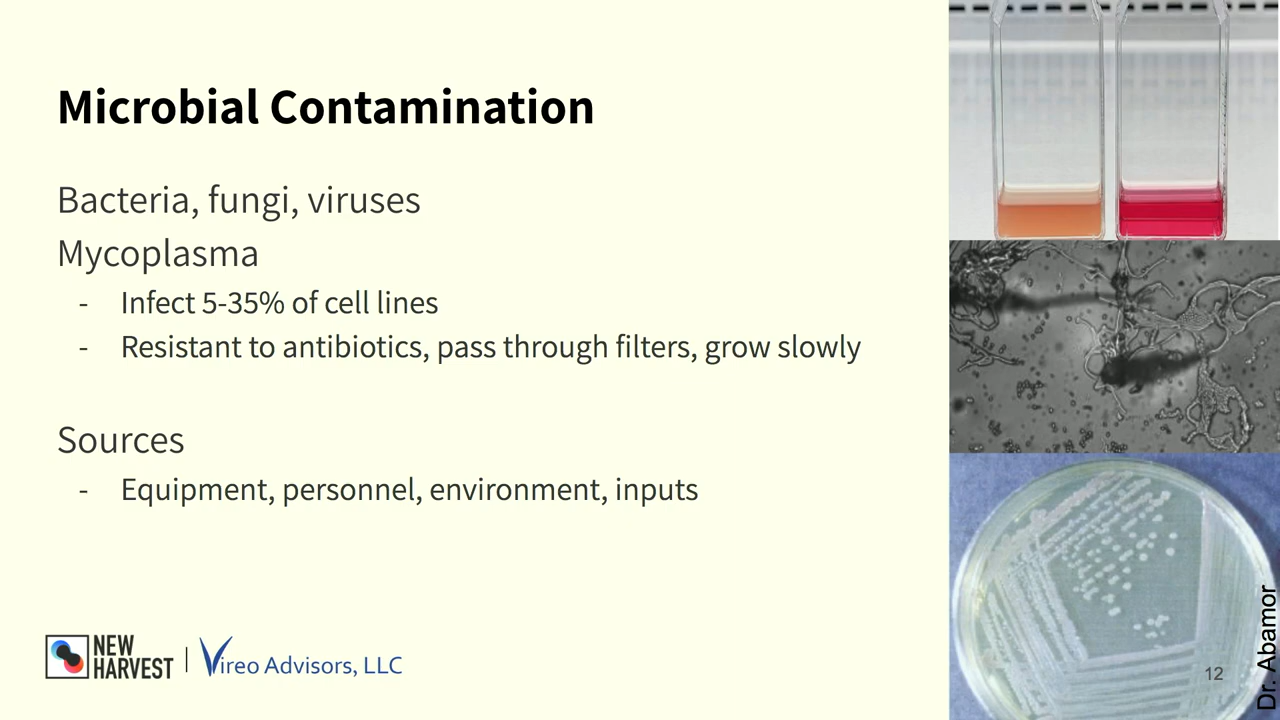 Microbial Contamination
Bacteria, fungi, viruses
Mycoplasma
- Infect 5-35% of cell lines
- Resistant to antibiotics, pass through filters, grow slowly
Sources
- Equipment, personnel, environment, inputs
NEW
HARVEST
Vireo Advisors, LLC
12
Dr. Abamor